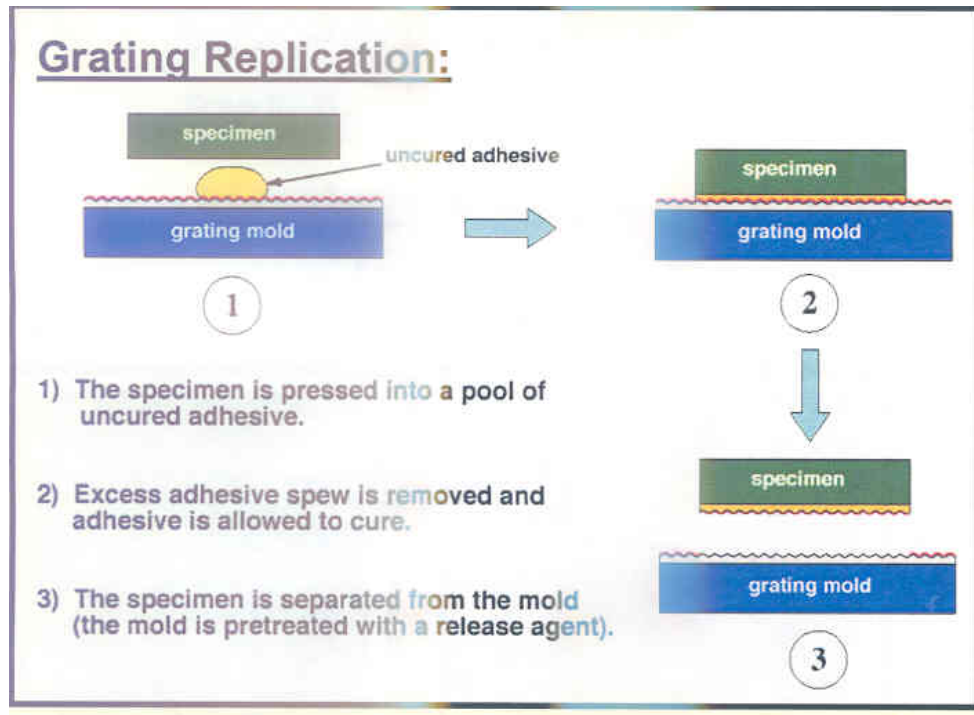 Grating Replication:
specimen
uncured adhesive
grating mold
1
specimen
grating mold
2
1) The specimen is pressed into a pool of
uncured adhesive.
2) Excess adhesive spew is removed and
adhesive is allowed to cure.
3) The specimen is separated from the mold
(the mold is pretreated with a release agent).
specimen
grating mold
3